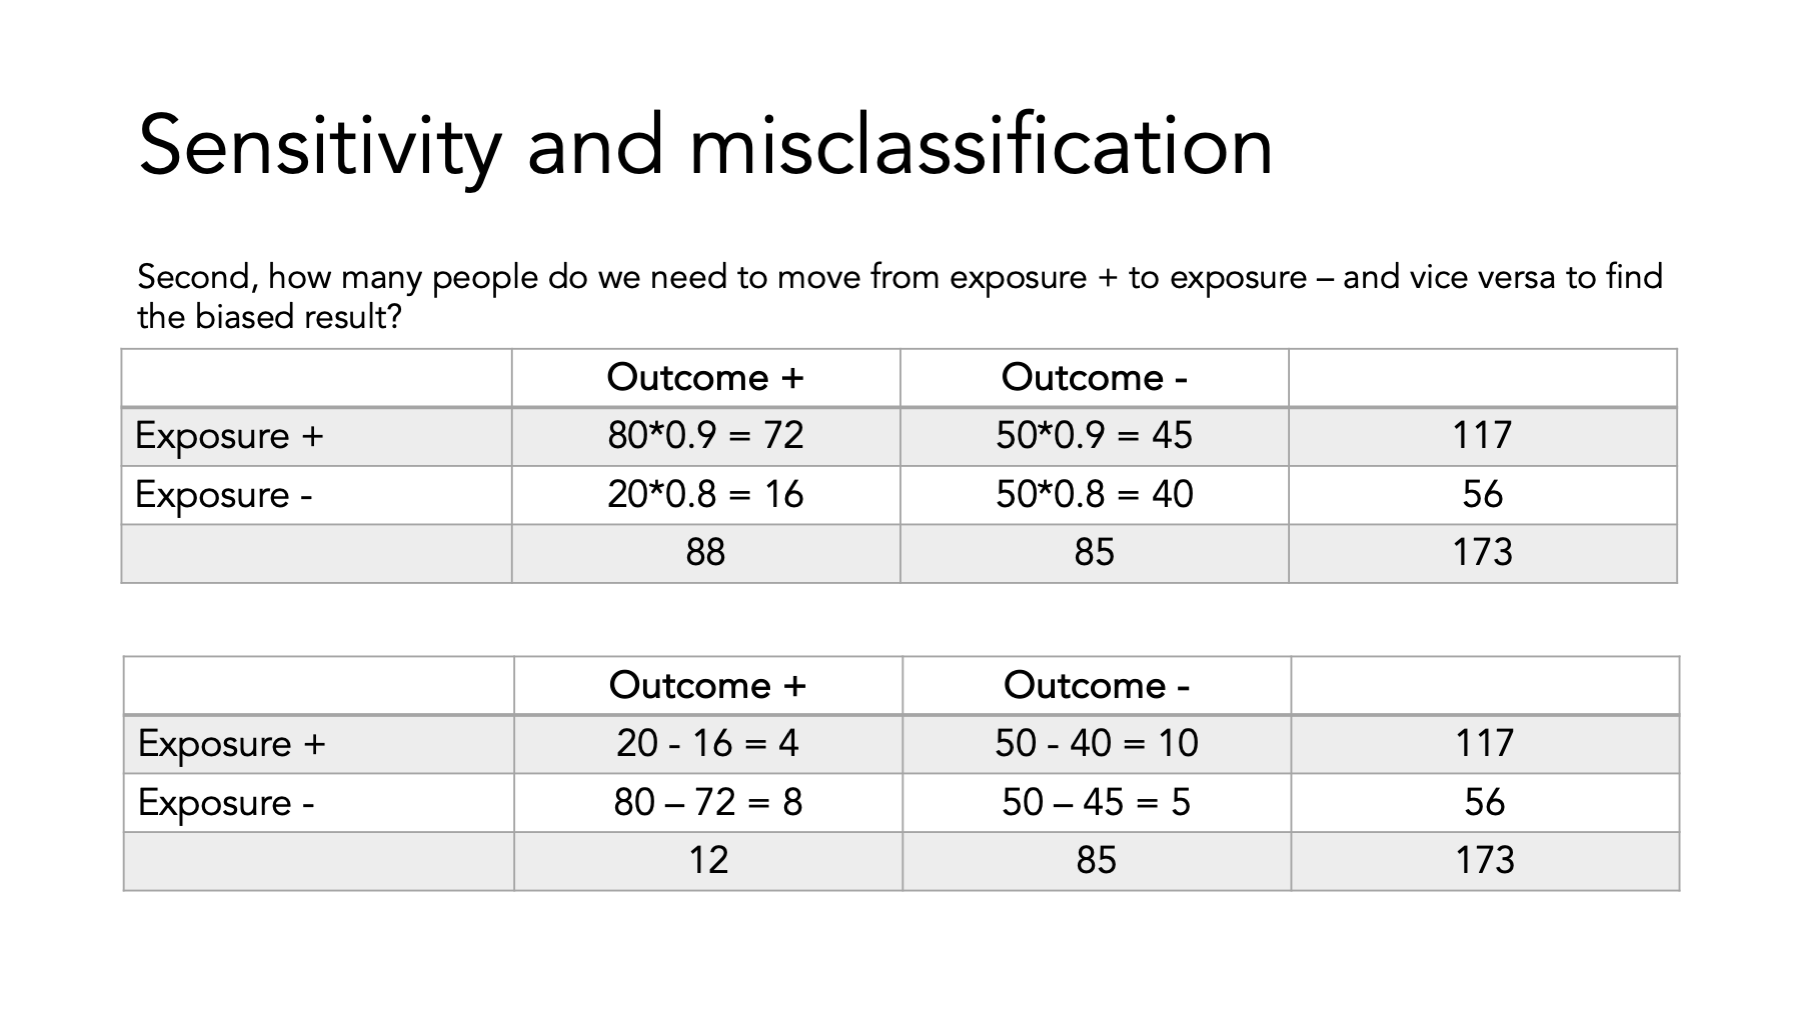 Sensitivity and misclassification
Second, how many people do we need to move from exposure + to exposure – and vice versa to find
the biased result?
Outcome + Outcome -
Exposure + 80*0.9 = 72 50*0.9 = 45 117
Exposure - 20*0.8 = 16 50*0.8 = 40 56
88 85 173
Outcome + Outcome -
Exposure + 20 - 16 = 4 50 - 40 = 10 117
Exposure - 80 – 72 = 8 50 – 45 = 5 56
12 85 173